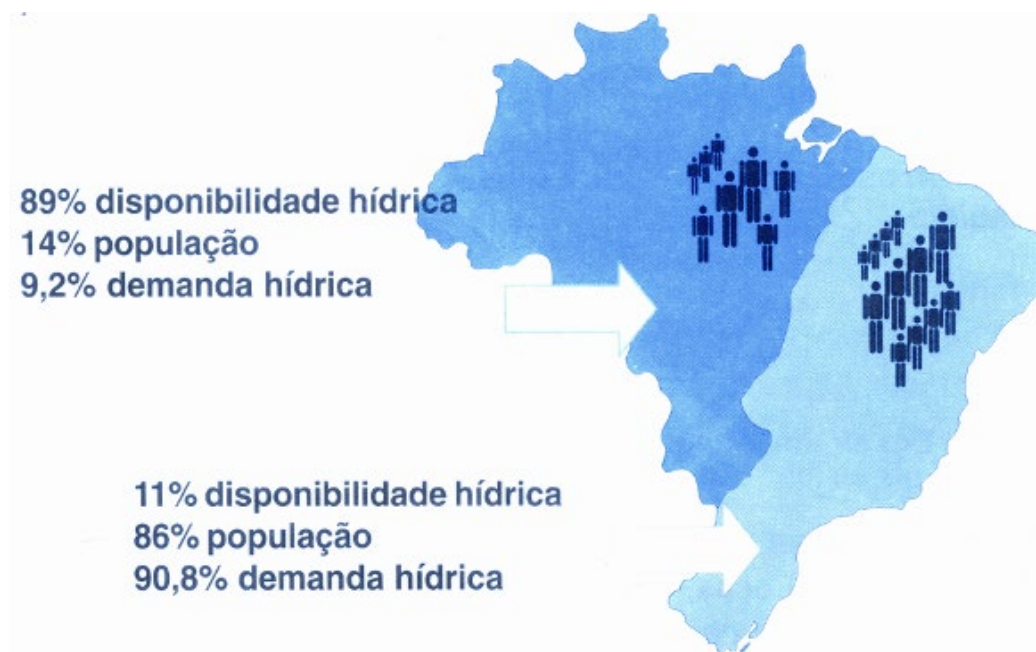 89% disponibilidade hídrica
14% população
9,2% demanda hídrica
11% disponibilidade hídrica
86% população
90,8% demanda hídrica